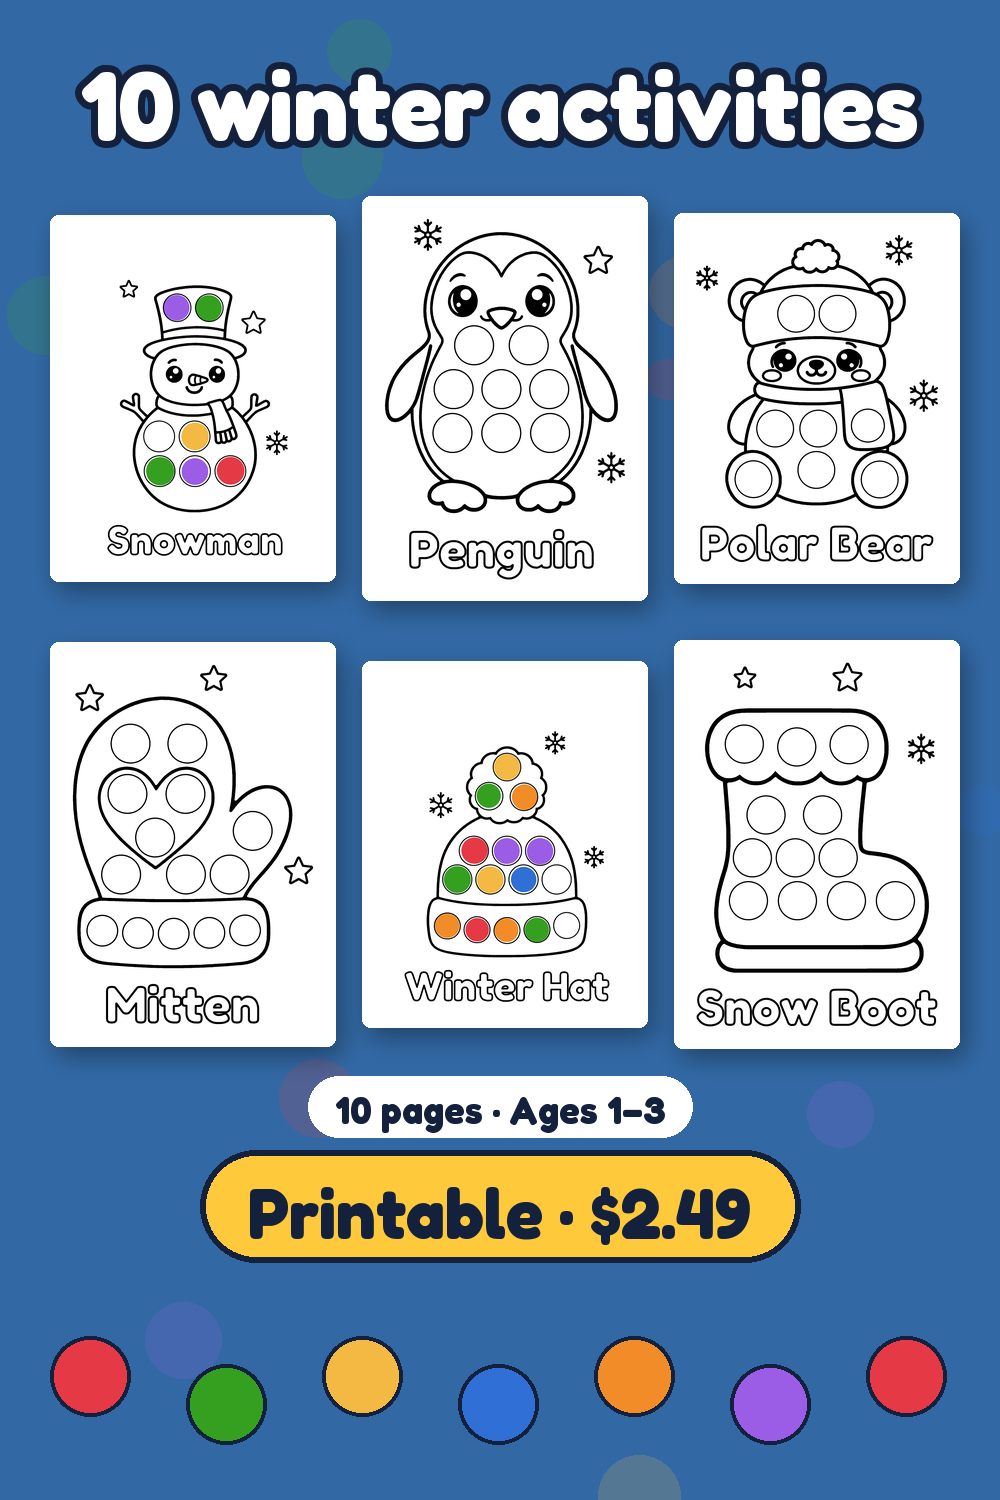 10 winter activities
Snowman
Penguin
Polar Bear
Mitten
Winter Hat
Snow Boot
10 pages · Ages 1–3
Printable · $2.49